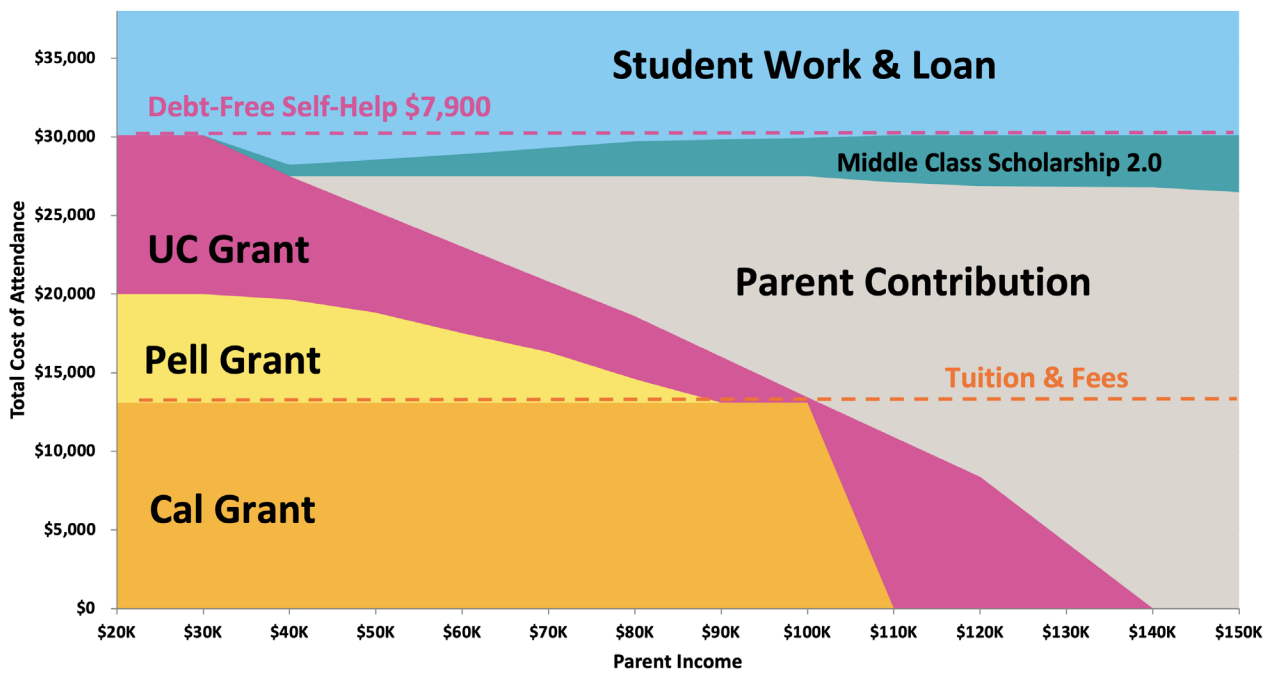 $35,000
Student Work & Loan
Debt-Free Self-Help $7,900
$30,000
Middle Class Scholarship 2.0
$25,000
UC Grant
Parent Contribution
$20,000
Pell Grant
$15,000
Tuition & Fees
$10,000
Cal Grant
$5,000
$0
Total Cost of Attendance
$20K $30K $40K $50K $60K $70K $80K $90K $100K $110K $120K $130K $140K $150K
Parent Income